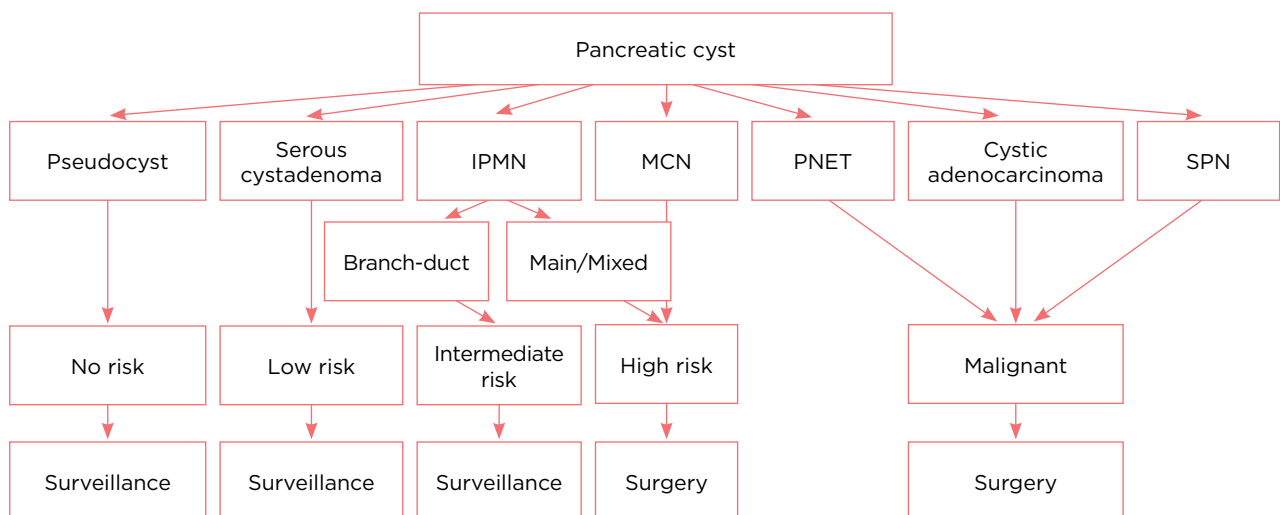 Pancreatic cyst
Pseudocyst
Serous
cystadenoma
IPMN
MCN
PNET
Cystic
adenocarcinoma
SPN
Branch-duct
Main/Mixed
No risk
Low risk
Intermediate
risk
High risk
Malignant
Surveillance
Surveillance
Surveillance
Surgery
Surgery